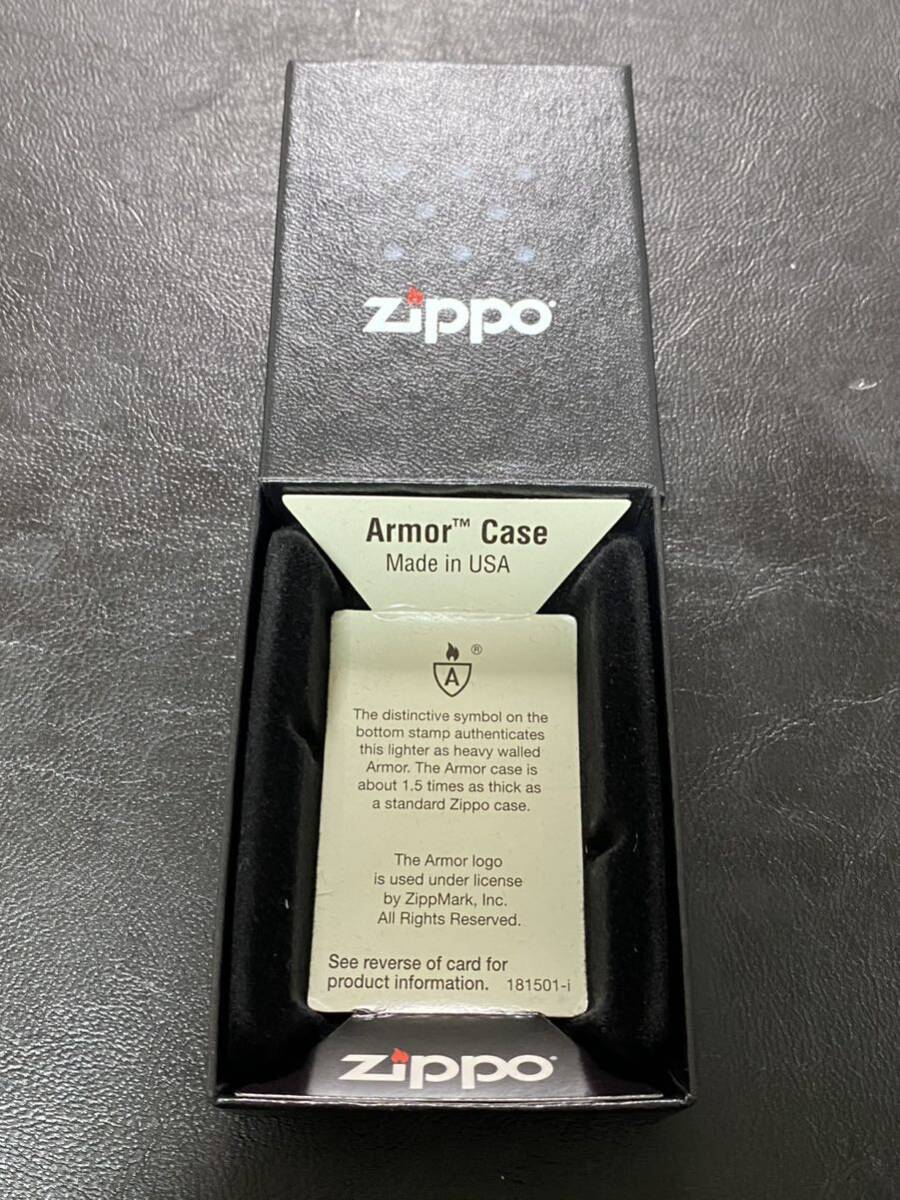 Zippo
Armor™ Case
Made in USA
A ®
The distinctive symbol on the
bottom stamp authenticates
this lighter as heavy walled
Armor. The Armor case is
about 1.5 times as thick as
a standard Zippo case.
The Armor logo
is used under license
by ZippMark, Inc.
All Rights Reserved.
See reverse of card for
product information. 181501-i
Zippo